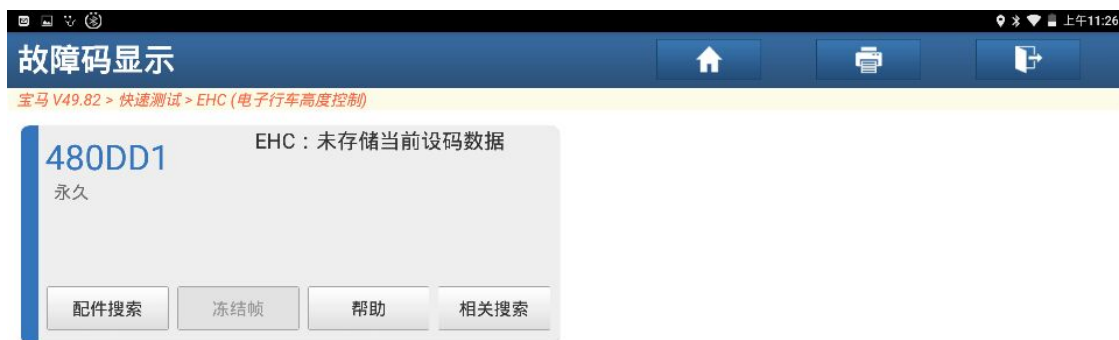 上午11:26
故障码显示
宝马 V49.82 > 快速测试 > EHC (电子行车高度控制)
480DD1
EHC：未存储当前设码数据
永久
配件搜索 冻结帧 帮助 相关搜索